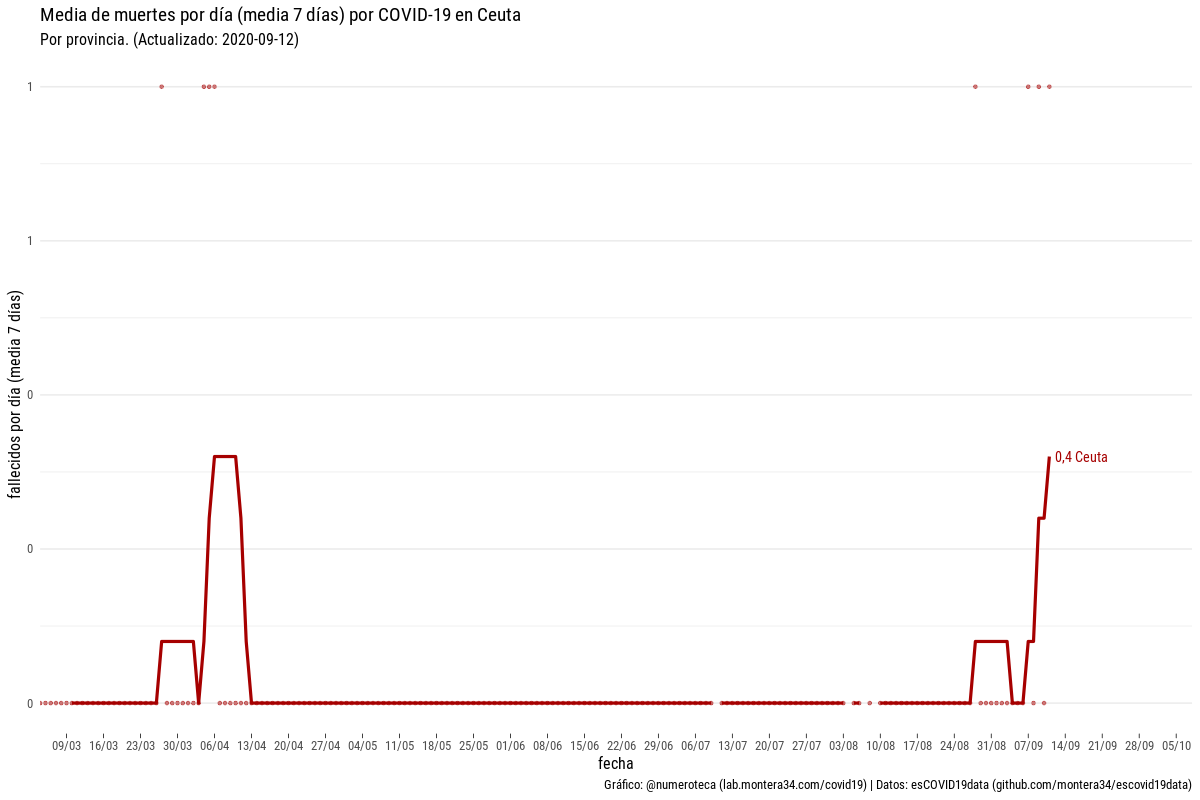 Media de muertes por día (media 7 días) por COVID-19 en Ceuta
Por provincia. (Actualizado: 2020-09-12)
fallecidos por día (media 7 días)
1
1
0
0
0
0,4 Ceuta
09/03 16/03 23/03 30/03 06/04 13/04 20/04 27/04 04/05 11/05 18/05 25/05 01/06 08/06 15/06 22/06 29/06 06/07 13/07 20/07 27/07 03/08 10/08 17/08 24/08 31/08 07/09 14/09 21/09 28/09 05/10
fecha
Gráfico: @numeroteca (lab.montera34.com/covid19) | Datos: esCOVID19data (github.com/montera34/escovid19data)